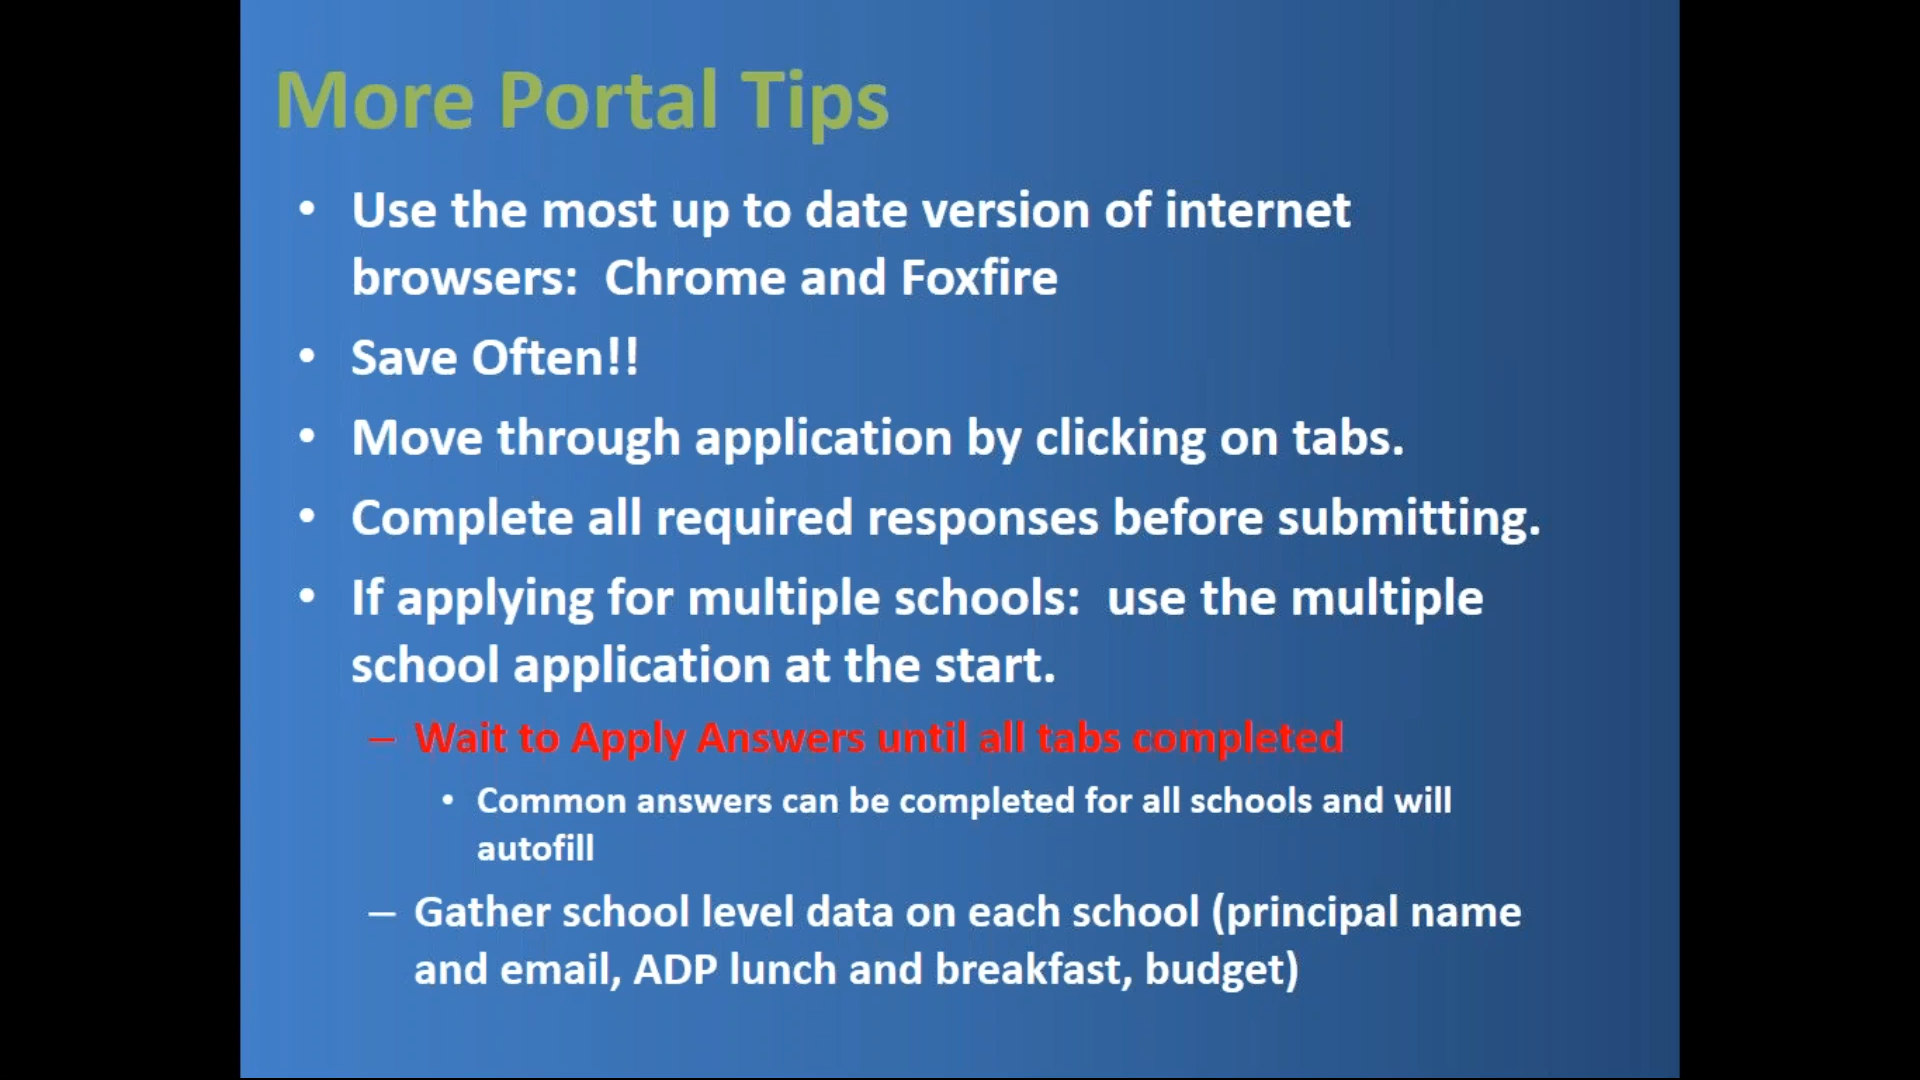 More Portal Tips
• Use the most up to date version of internet
browsers:  Chrome and Foxfire
• Save Often!!
• Move through application by clicking on tabs.
• Complete all required responses before submitting.
• If applying for multiple schools:  use the multiple
school application at the start.
– Wait to Apply Answers until all tabs completed
• Common answers can be completed for all schools and will
autofill
– Gather school level data on each school (principal name
and email, ADP lunch and breakfast, budget)